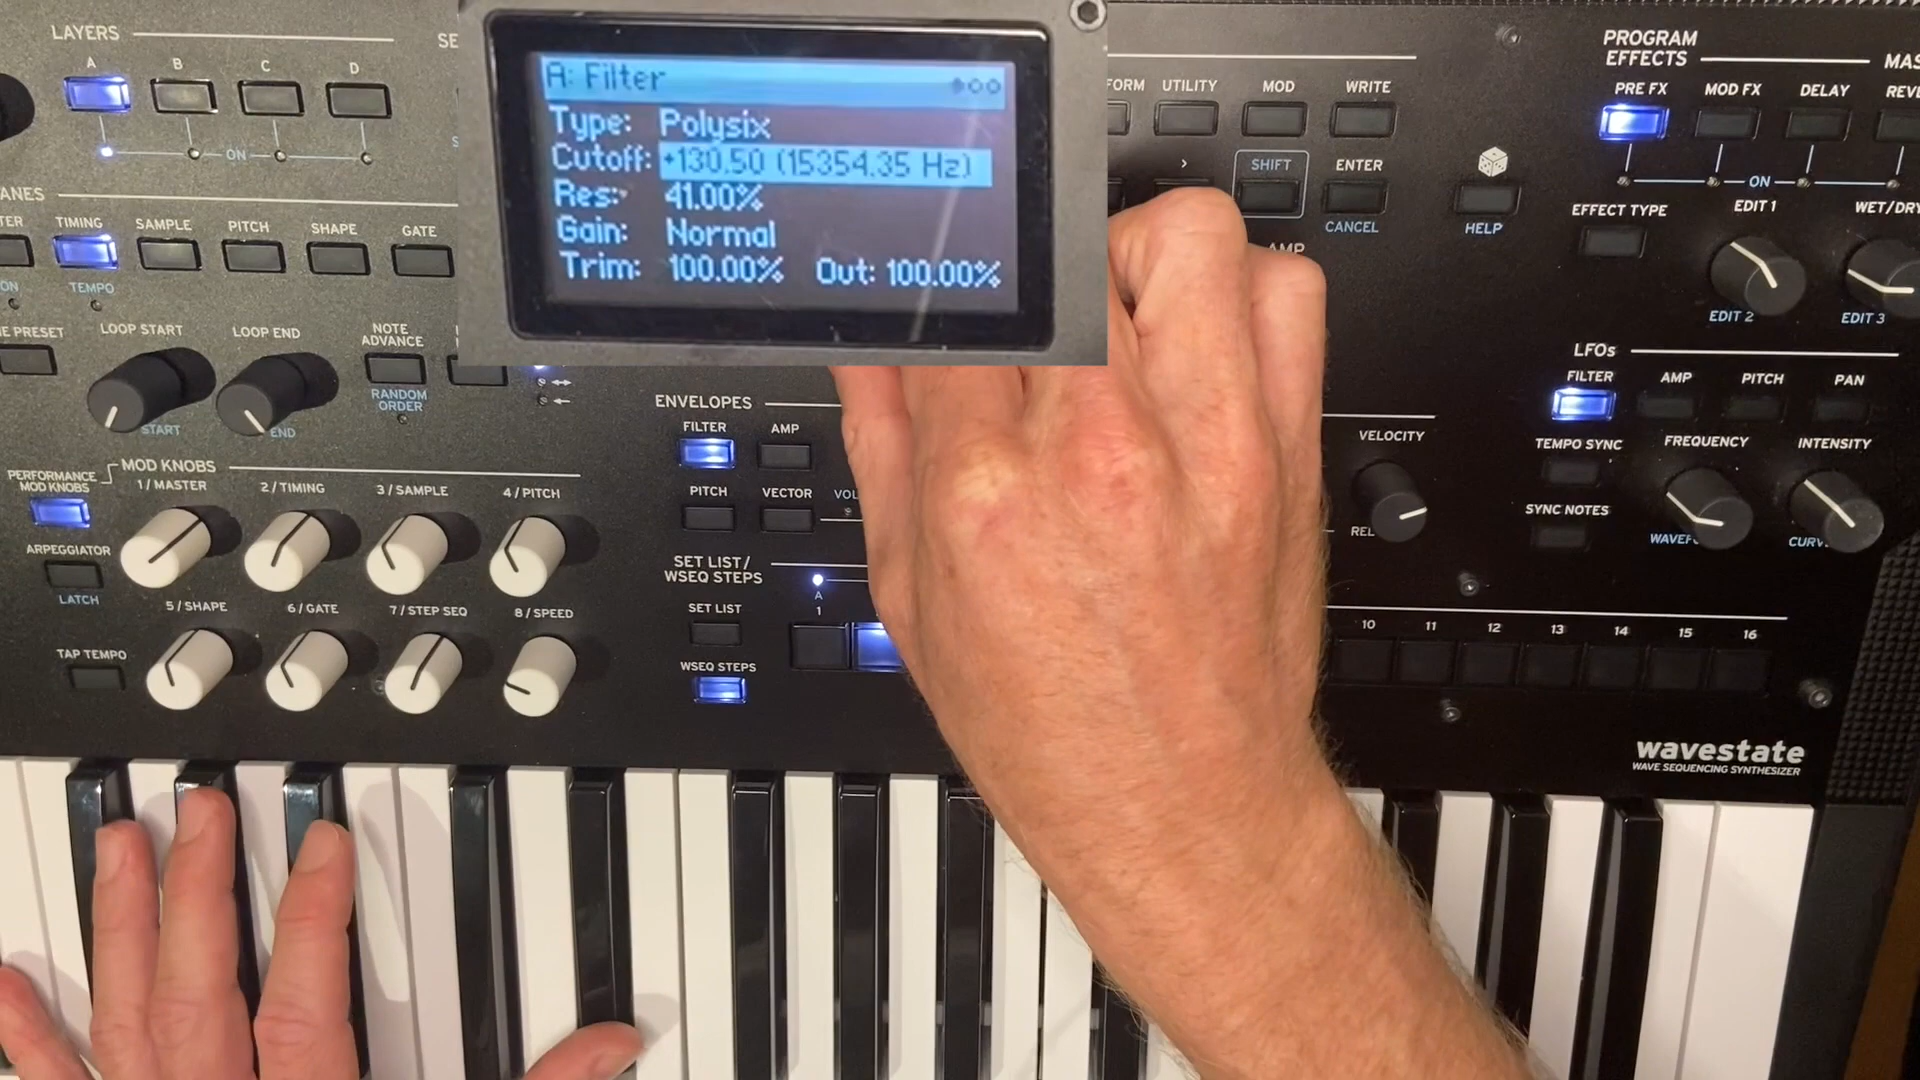 LAYERS
A B C D
ON
TIMING SAMPLE PITCH SHAPE GATE
TEMPO
PRESET
LOOP START LOOP END NOTE ADVANCE
START END RANDOM ORDER
A: Filter
Type: Polysix
Cutoff: +130.50 (15354.35 Hz)
Res: 41.00%
Gain: Normal
Trim: 100.00% Out: 100.00%
UTILITY MOD WRITE
> SHIFT ENTER
CANCEL
HELP
AMP
PROGRAM EFFECTS
PRE FX MOD FX DELAY
ON
EFFECT TYPE EDIT 1 WET/DRY
EDIT 2 EDIT 3
LFOs
FILTER AMP PITCH PAN
TEMPO SYNC FREQUENCY INTENSITY
SYNC NOTES
VELOCITY
ENVELOPES
FILTER AMP
PITCH VECTOR
PERFORMANCE MOD KNOBS
MOD KNOBS
1 / MASTER 2 / TIMING 3 / SAMPLE 4 / PITCH
ARPEGGIATOR
LATCH
5 / SHAPE 6 / GATE 7 / STEP SEQ 8 / SPEED
TAP TEMPO
SET LIST/
WSEQ STEPS
A
SET LIST 1
WSEQ STEPS
10 11 12 13 14 15 16
wavestate
WAVE SEQUENCING SYNTHESIZER